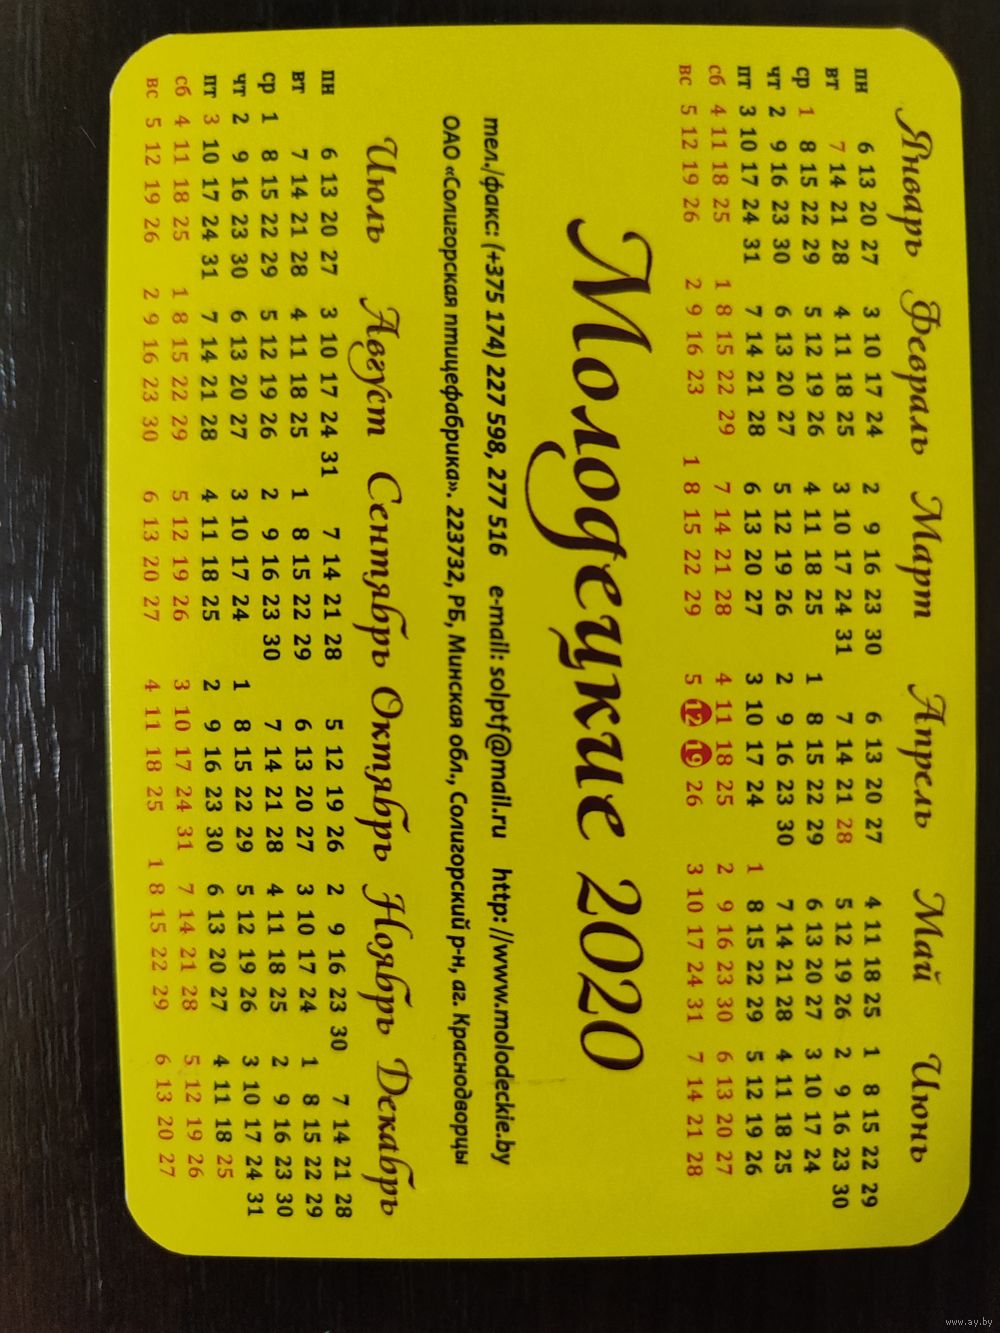 Январь Февраль Март Апрель Май Июнь
пн 6 13 20 27 3 10 17 24 2 9 16 23 30 6 13 20 27 4 11 18 25 1 8 15 22 29
вт 7 14 21 28 4 11 18 25 3 10 17 24 31 7 14 21 28 5 12 19 26 2 9 16 23 30
ср 1 8 15 22 29 5 12 19 26 4 11 18 25 1 8 15 22 29 6 13 20 27 3 10 17 24
чт 2 9 16 23 30 6 13 20 27 5 12 19 26 2 9 16 23 30 7 14 21 28 4 11 18 25
пт 3 10 17 24 31 7 14 21 28 6 13 20 27 3 10 17 24 1 8 15 22 29 5 12 19 26
сб 4 11 18 25 1 8 15 22 29 7 14 21 28 4 11 18 25 2 9 16 23 30 6 13 20 27
вс 5 12 19 26 2 9 16 23 1 8 15 22 29 5 12 19 26 3 10 17 24 31 7 14 21 28
Молодецкие 2020
тел./факс: (+375 174) 227 598, 277 516 e-mail: solptf@mail.ru http: //www.molodeckie.by
ОАО «Солигорская птицефабрика». 223732, РБ, Минская обл., Солигорский р-н, аг. Краснодворцы
Июль Август Сентябрь Октябрь Ноябрь Декабрь
пн 6 13 20 27 3 10 17 24 31 7 14 21 28 5 12 19 26 2 9 16 23 30 7 14 21 28
вт 7 14 21 28 4 11 18 25 1 8 15 22 29 6 13 20 27 3 10 17 24 1 8 15 22 29
ср 1 8 15 22 29 5 12 19 26 2 9 16 23 30 7 14 21 28 4 11 18 25 2 9 16 23 30
чт 2 9 16 23 30 6 13 20 27 3 10 17 24 1 8 15 22 29 5 12 19 26 3 10 17 24 31
пт 3 10 17 24 31 7 14 21 28 4 11 18 25 2 9 16 23 30 6 13 20 27 4 11 18 25
сб 4 11 18 25 1 8 15 22 29 5 12 19 26 3 10 17 24 31 7 14 21 28 5 12 19 26
вс 5 12 19 26 2 9 16 23 30 6 13 20 27 4 11 18 25 1 8 15 22 29 6 13 20 27
www.ay.by